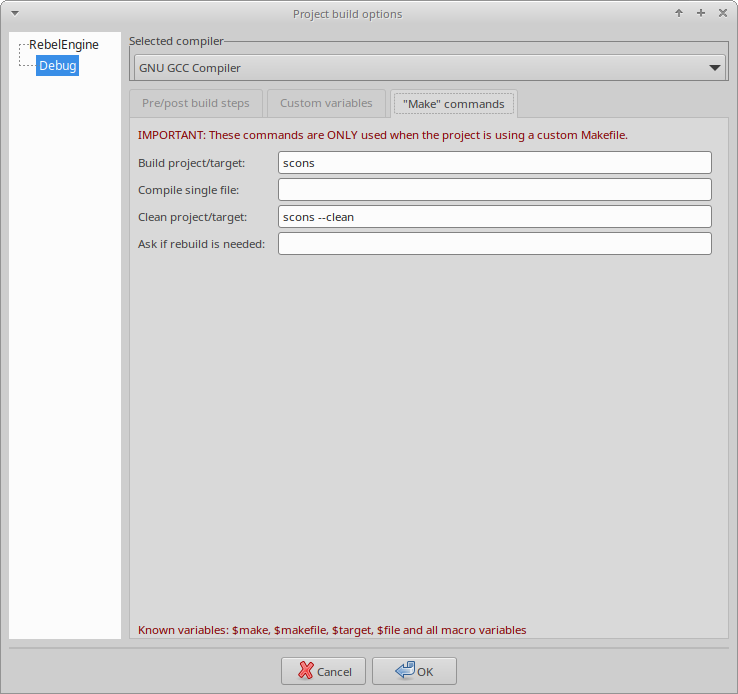 Project build options
RebelEngine
Debug
Selected compiler
GNU GCC Compiler
Pre/post build steps
Custom variables
"Make" commands
IMPORTANT: These commands are ONLY used when the project is using a custom Makefile.
Build project/target:
scons
Compile single file:
Clean project/target:
scons --clean
Ask if rebuild is needed:
Known variables: $make, $makefile, $target, $file and all macro variables
Cancel
OK